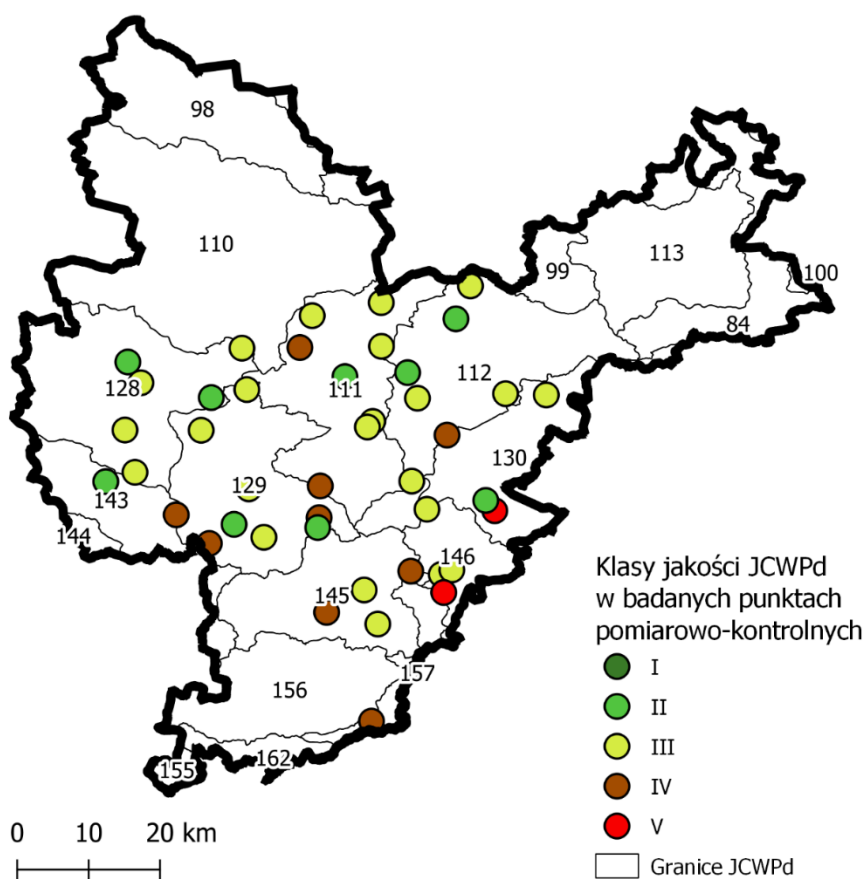 98
110
99
113
100
84
128
111
112
130
143
129
144
146
145
157
156
155
162
Klasy jakości JCWPd
w badanych punktach
pomiarowo-kontrolnych
I
II
III
IV
V
Granice JCWPd
0 10 20 km